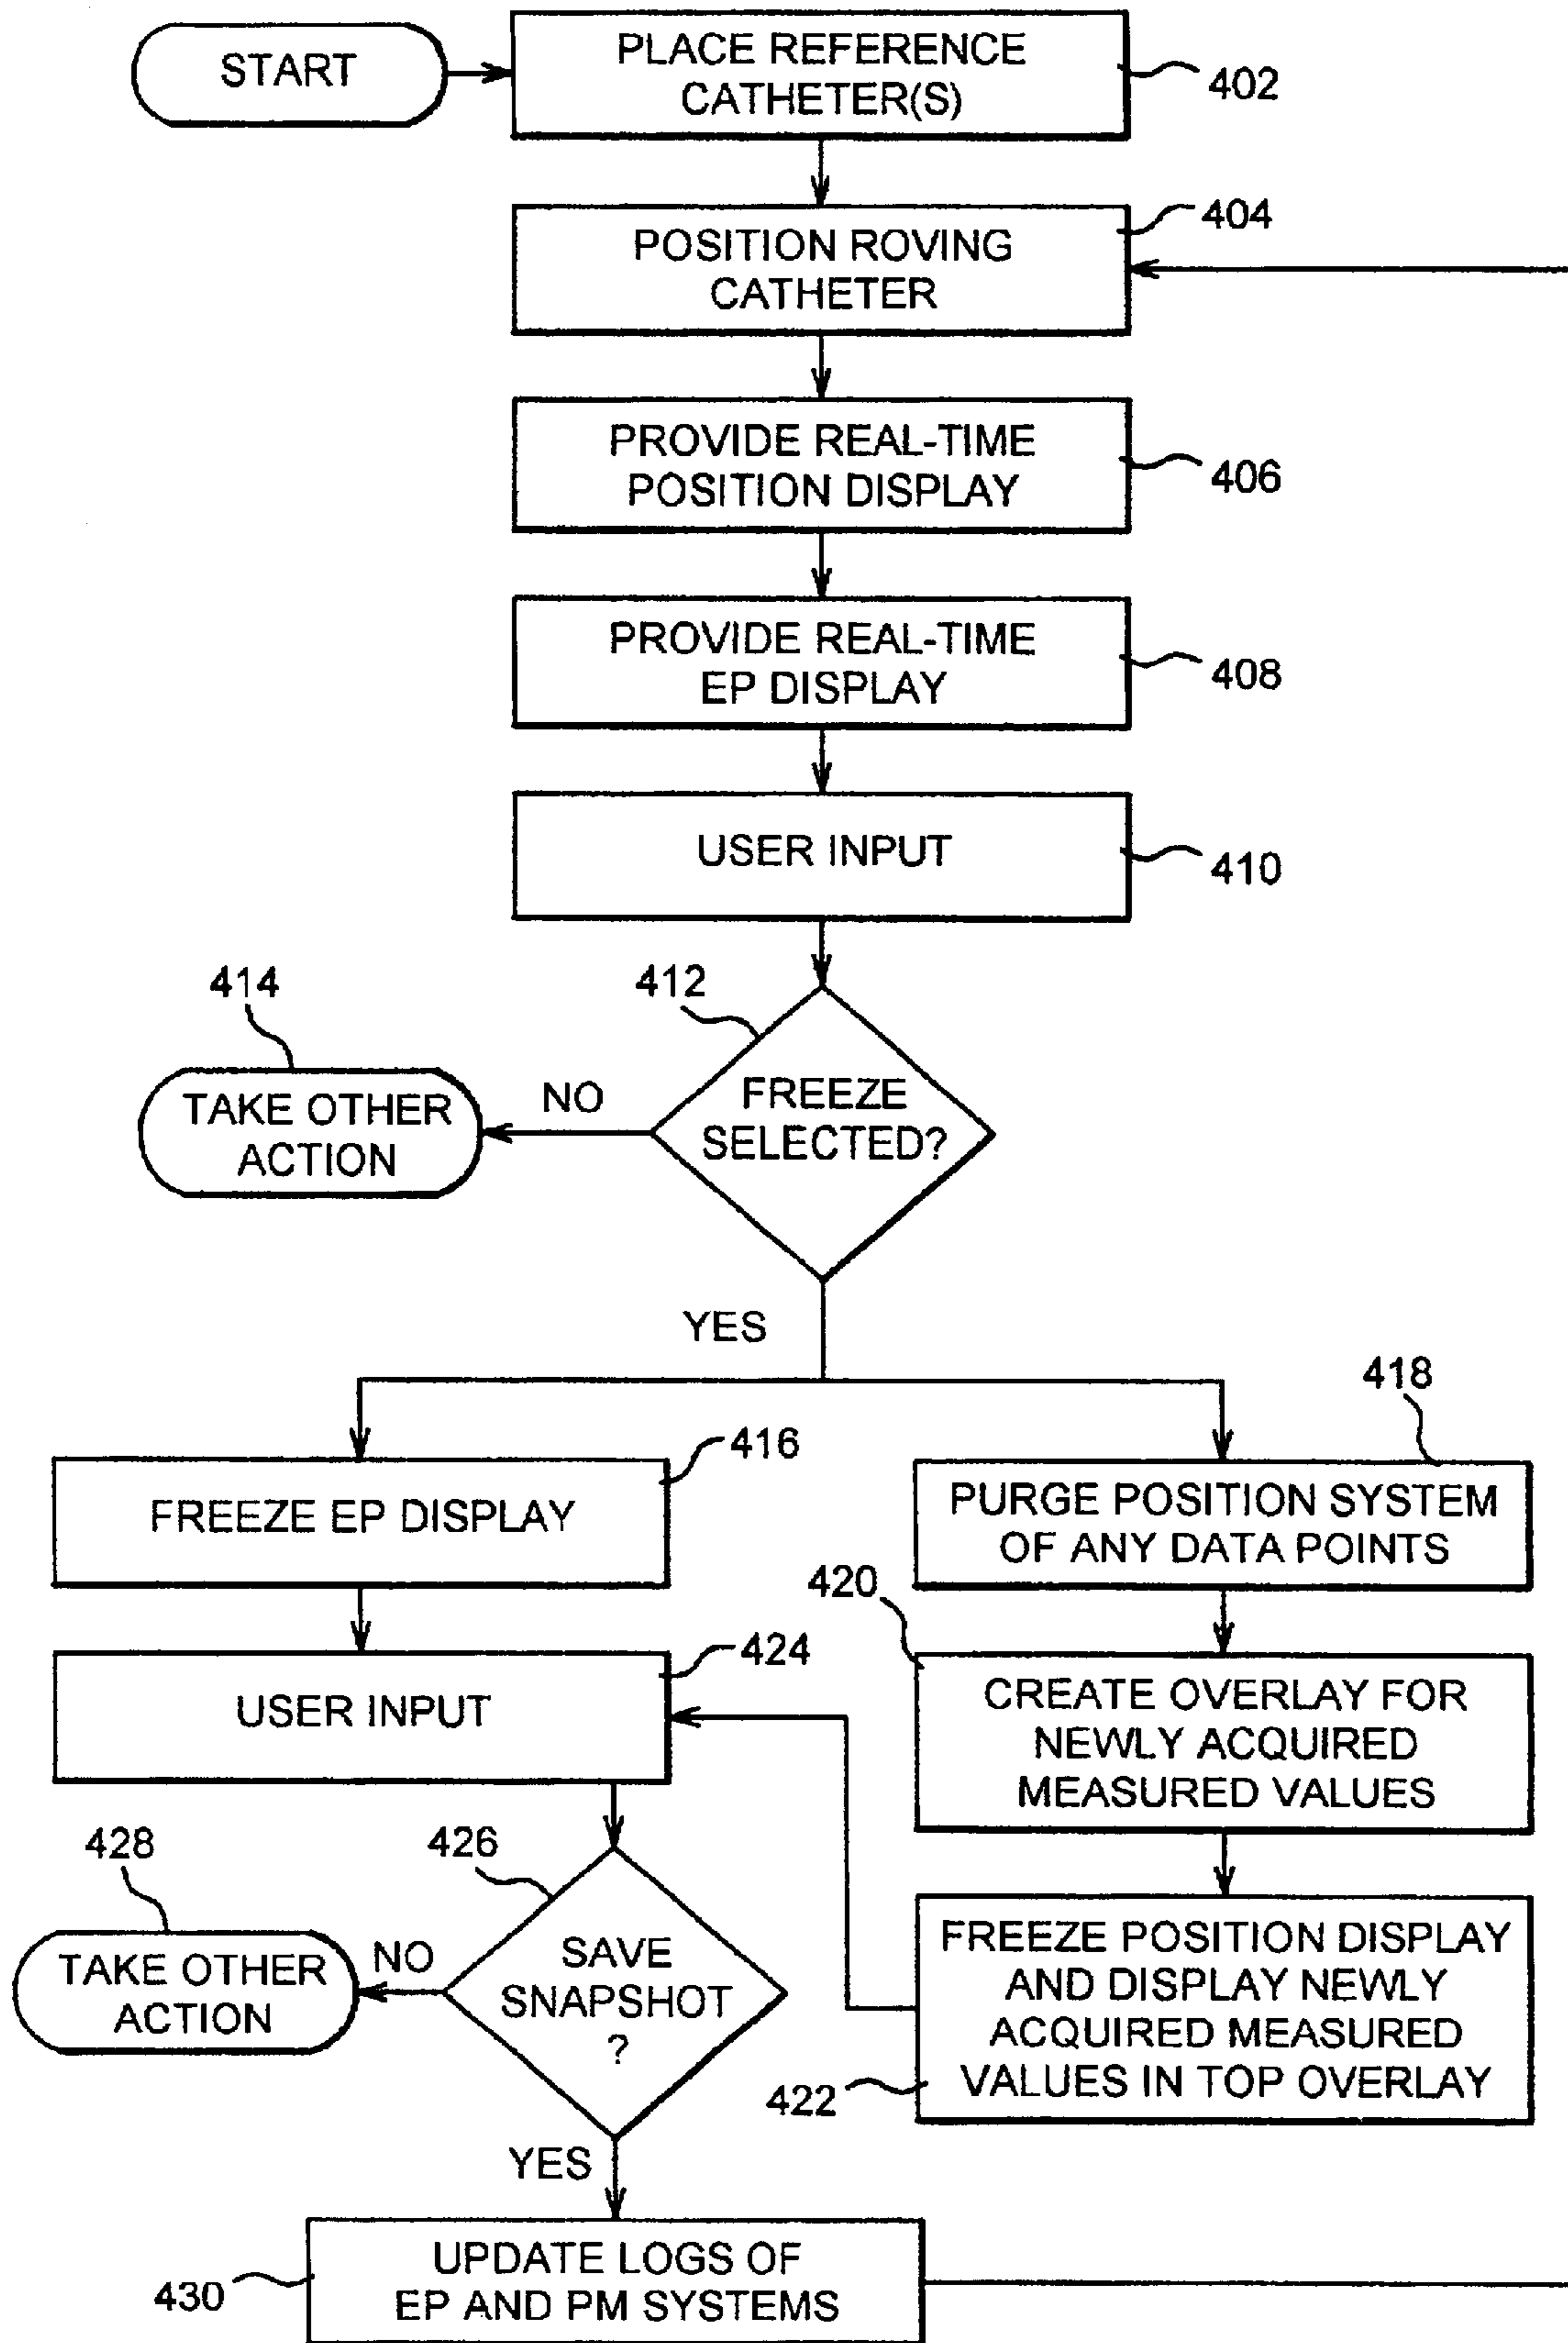 START
PLACE REFERENCE
CATHETER(S)
402
POSITION ROVING
CATHETER
404
PROVIDE REAL-TIME
POSITION DISPLAY
406
PROVIDE REAL-TIME
EP DISPLAY
408
USER INPUT
410
412
FREEZE
SELECTED?
NO
414
TAKE OTHER
ACTION
YES
416
FREEZE EP DISPLAY
418
PURGE POSITION SYSTEM
OF ANY DATA POINTS
420
CREATE OVERLAY FOR
NEWLY ACQUIRED
MEASURED VALUES
424
USER INPUT
422
FREEZE POSITION DISPLAY
AND DISPLAY NEWLY
ACQUIRED MEASURED
VALUES IN TOP OVERLAY
426
SAVE
SNAPSHOT
?
NO
428
TAKE OTHER
ACTION
YES
430
UPDATE LOGS OF
EP AND PM SYSTEMS